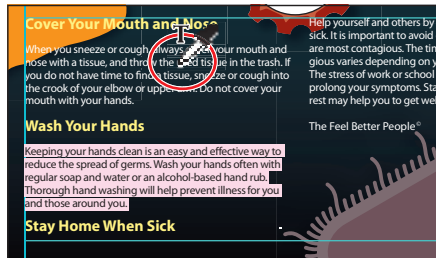 Cover Your Mouth and Nose
When you sneeze or cough always your mouth and
nose with a tissue, and throw the used tissue in the trash. If
you do not have time to find a tissue, sneeze or cough into
the crook of your elbow or upper Do not cover your
mouth with your hands.
Wash Your Hands
Keeping your hands clean is an easy and effective way to
reduce the spread of germs. Wash your hands often with
regular soap and water or an alcohol-based hand rub.
Thorough hand washing will help prevent illness for you
and those around you.
Stay Home When Sick
Help yourself and others by
sick. It is important to avoid
are most contagious. The tim
gious varies depending on y
The stress of work or school
prolong your symptoms. Sta
rest may help you to get wel
The Feel Better People©